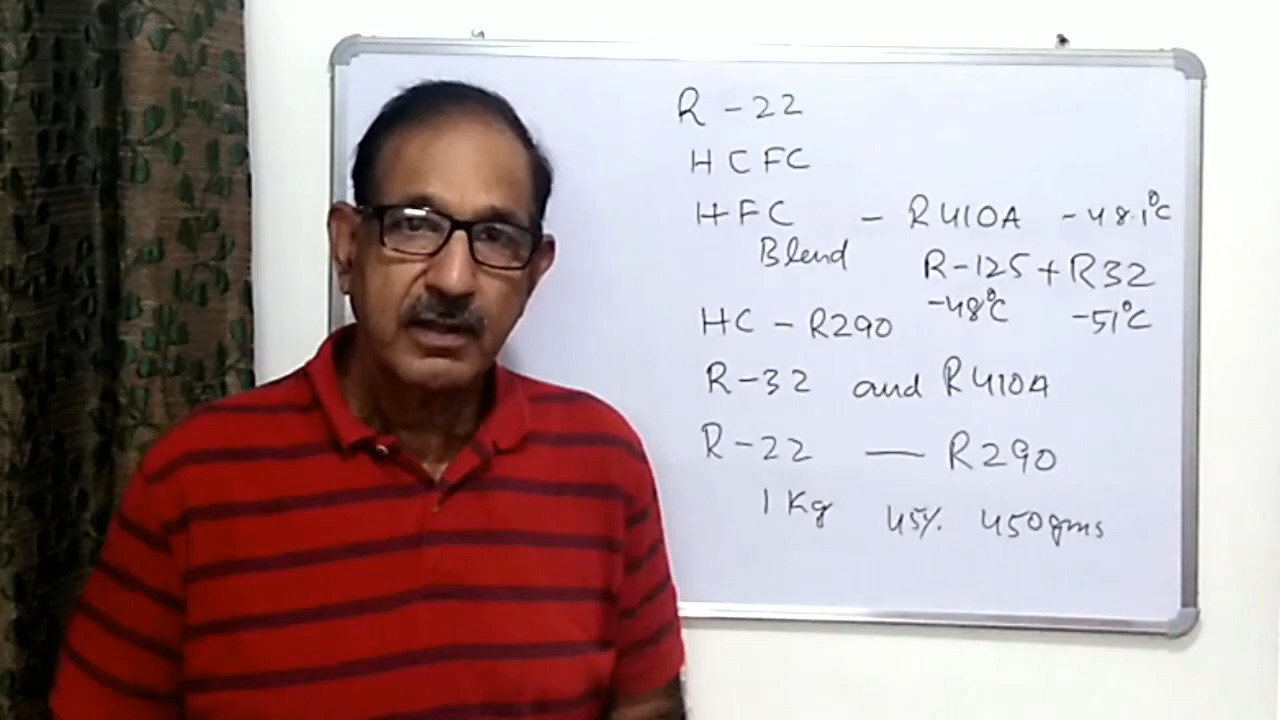 R-22
HCFC
HFC - R410A -48.1°C
Blend R-125 + R32
-48°C -51°C
HC - R290
R-32 and R410A
R-22 — R290
1 Kg 45% 450gms